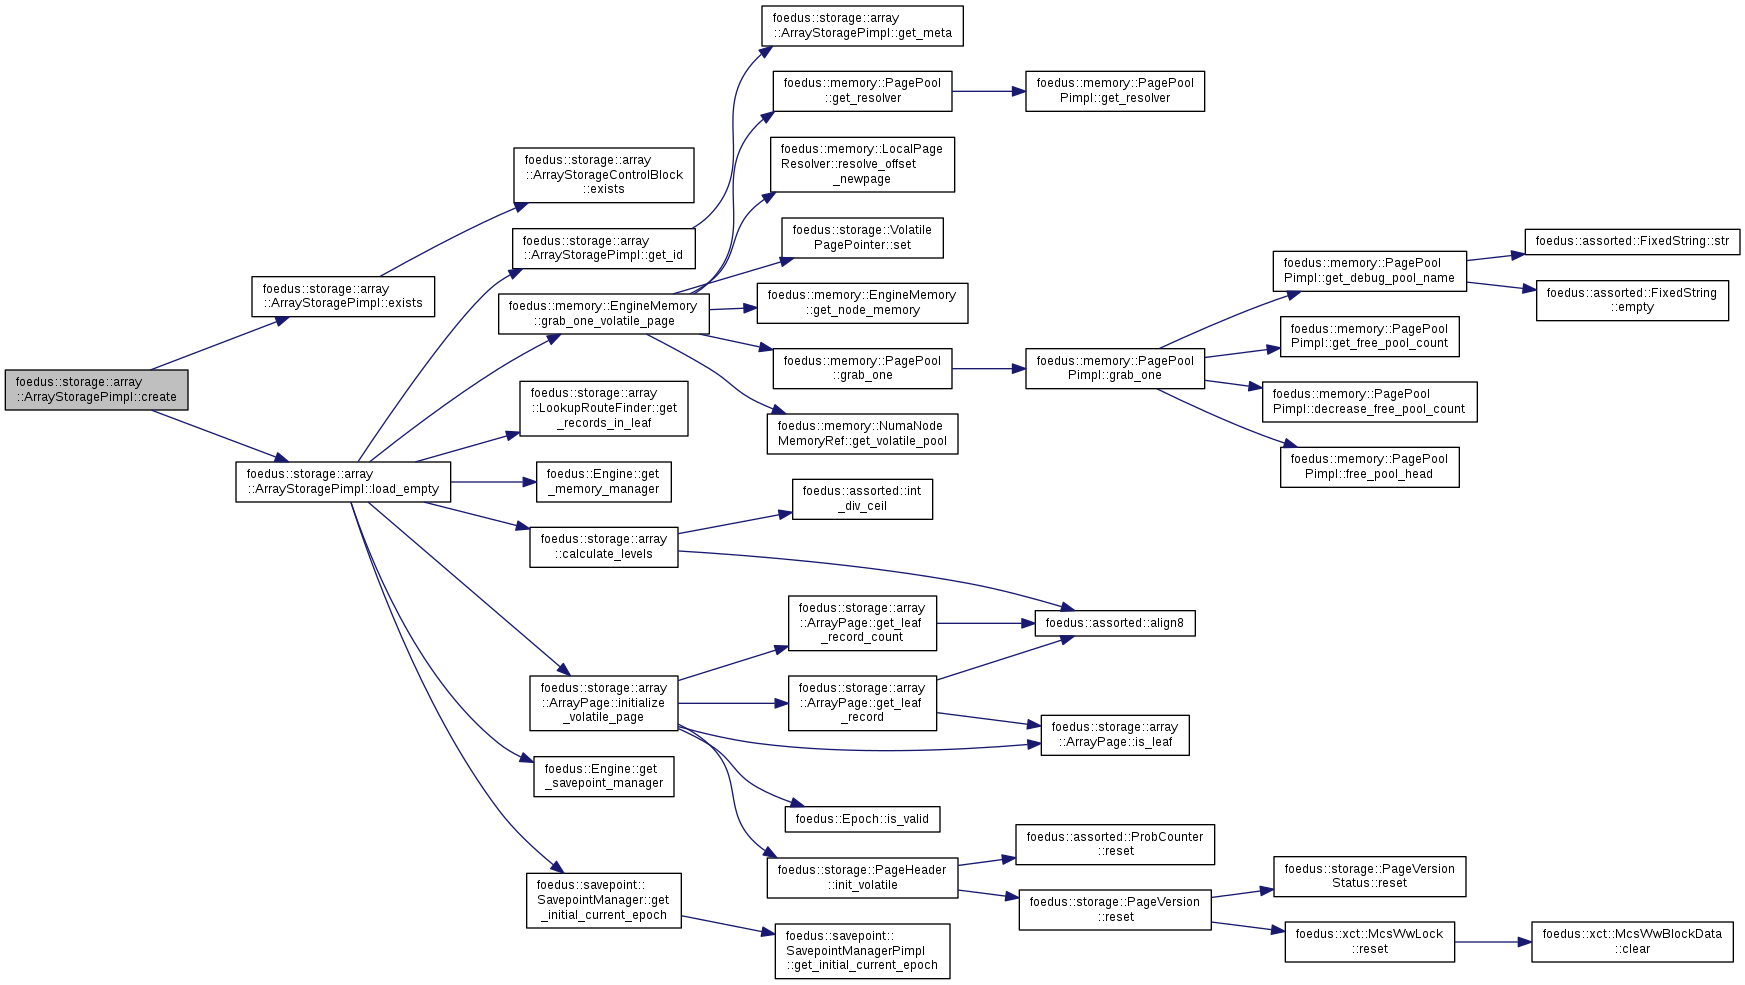 foedus::storage::array
::ArrayStoragePimpl::create
foedus::storage::array
::ArrayStoragePimpl::exists
foedus::storage::array
::ArrayStorageControlBlock
::exists
foedus::storage::array
::ArrayStoragePimpl::load_empty
foedus::storage::array
::ArrayStoragePimpl::get_id
foedus::storage::array
::ArrayStoragePimpl::get_meta
foedus::memory::EngineMemory
::grab_one_volatile_page
foedus::memory::PagePool
::get_resolver
foedus::memory::PagePool
Pimpl::get_resolver
foedus::memory::LocalPage
Resolver::resolve_offset
_newpage
foedus::storage::Volatile
PagePointer::set
foedus::memory::EngineMemory
::get_node_memory
foedus::memory::PagePool
::grab_one
foedus::memory::PagePool
Pimpl::grab_one
foedus::memory::PagePool
Pimpl::get_debug_pool_name
foedus::assorted::FixedString::str
foedus::assorted::FixedString
::empty
foedus::memory::PagePool
Pimpl::get_free_pool_count
foedus::memory::PagePool
Pimpl::decrease_free_pool_count
foedus::memory::PagePool
Pimpl::free_pool_head
foedus::memory::NumaNode
MemoryRef::get_volatile_pool
foedus::storage::array
::LookupRouteFinder::get
_records_in_leaf
foedus::Engine::get
_memory_manager
foedus::storage::array
::calculate_levels
foedus::assorted::int
_div_ceil
foedus::assorted::align8
foedus::storage::array
::ArrayPage::initialize
_volatile_page
foedus::storage::array
::ArrayPage::get_leaf
_record_count
foedus::storage::array
::ArrayPage::get_leaf
_record
foedus::storage::array
::ArrayPage::is_leaf
foedus::Epoch::is_valid
foedus::storage::PageHeader
::init_volatile
foedus::assorted::ProbCounter
::reset
foedus::storage::PageVersion
::reset
foedus::storage::PageVersion
Status::reset
foedus::xct::McsWwLock
::reset
foedus::xct::McsWwBlockData
::clear
foedus::Engine::get
_savepoint_manager
foedus::savepoint::
SavepointManager::get
_initial_current_epoch
foedus::savepoint::
SavepointManagerPimpl
::get_initial_current_epoch